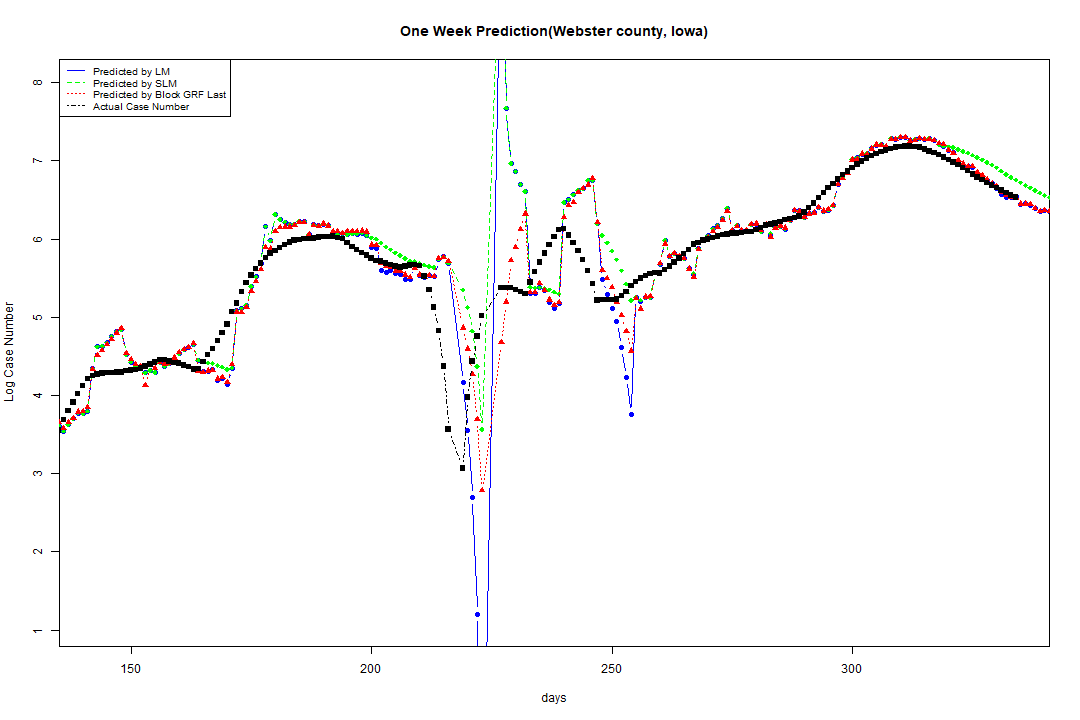 One Week Prediction(Webster county, Iowa)
Predicted by LM
Predicted by SLM
Predicted by Block GRF Last
Actual Case Number
8
7
6
5
4
3
2
1
Log Case Number
150 200 250 300
days